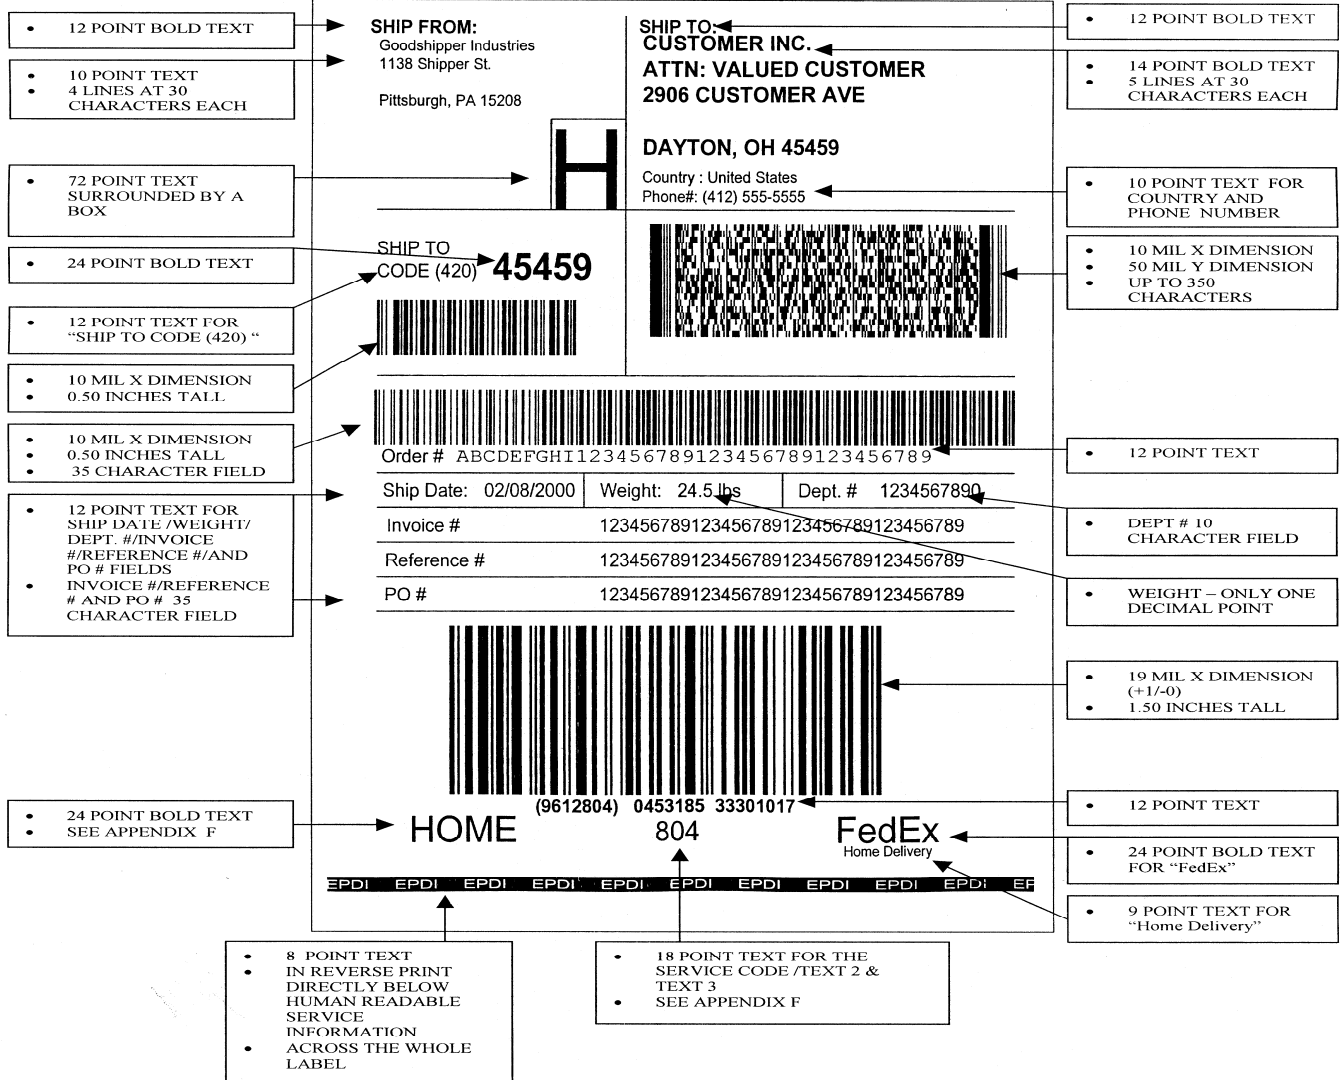 12 POINT BOLD TEXT
10 POINT TEXT
4 LINES AT 30
CHARACTERS EACH
72 POINT TEXT
SURROUNDED BY A
BOX
24 POINT BOLD TEXT
12 POINT TEXT FOR
“SHIP TO CODE (420) “
10 MIL X DIMENSION
0.50 INCHES TALL
10 MIL X DIMENSION
0.50 INCHES TALL
35 CHARACTER FIELD
12 POINT TEXT FOR
SHIP DATE /WEIGHT/
DEPT. #/INVOICE
#/REFERENCE #/AND
PO # FIELDS
INVOICE #/REFERENCE
# AND PO # 35
CHARACTER FIELD
24 POINT BOLD TEXT
SEE APPENDIX F
SHIP FROM:
Goodshipper Industries
1138 Shipper St.
Pittsburgh, PA 15208
H
SHIP TO:
CUSTOMER INC.
ATTN: VALUED CUSTOMER
2906 CUSTOMER AVE
DAYTON, OH 45459
Country : United States
Phone#: (412) 555-5555
SHIP TO
CODE (420) 45459
Order # ABCDEFGHI123456789123456789123456789
Ship Date: 02/08/2000 Weight: 24.5 lbs Dept. # 1234567890
Invoice # 12345678912345678912345678912​3456789
Reference # 123456789123456789123456789123456789
PO # 123456789123456789123456789123456789
(9612804) 0453185 33301017
HOME 804 FedEx
Home Delivery
EPDI EPDI EPDI EPDI EPDI EPDI EPDI EPDI EPDI EPDI EP
12 POINT BOLD TEXT
14 POINT BOLD TEXT
5 LINES AT 30
CHARACTERS EACH
10 POINT TEXT FOR
COUNTRY AND
PHONE NUMBER
10 MIL X DIMENSION
50 MIL Y DIMENSION
UP TO 350
CHARACTERS
12 POINT TEXT
DEPT # 10
CHARACTER FIELD
WEIGHT – ONLY ONE
DECIMAL POINT
19 MIL X DIMENSION
(+1/-0)
1.50 INCHES TALL
12 POINT TEXT
24 POINT BOLD TEXT
FOR “FedEx”
9 POINT TEXT FOR
“Home Delivery”
8 POINT TEXT
IN REVERSE PRINT
DIRECTLY BELOW
HUMAN READABLE
SERVICE
INFORMATION
ACROSS THE WHOLE
LABEL
18 POINT TEXT FOR THE
SERVICE CODE /TEXT 2 &
TEXT 3
SEE APPENDIX F